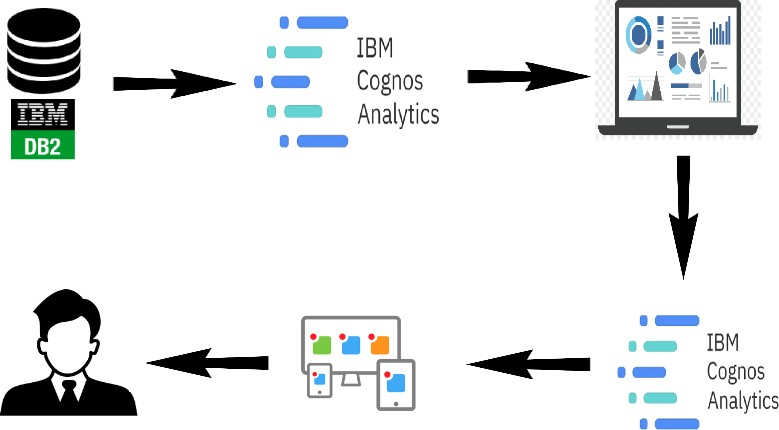 IBM
DB2
IBM
Cognos
Analytics
IBM
Cognos
Analytics